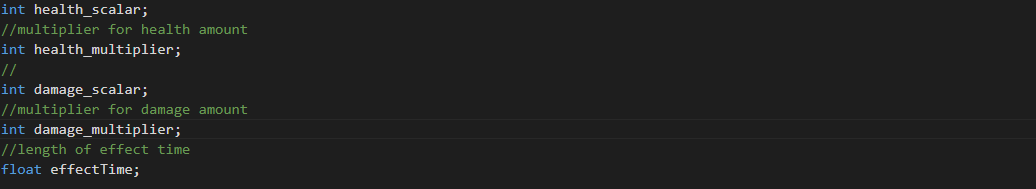 int health_scalar;
//multiplier for health amount
int health_multiplier;
//
int damage_scalar;
//multiplier for damage amount
int damage_multiplier;
//length of effect time
float effectTime;